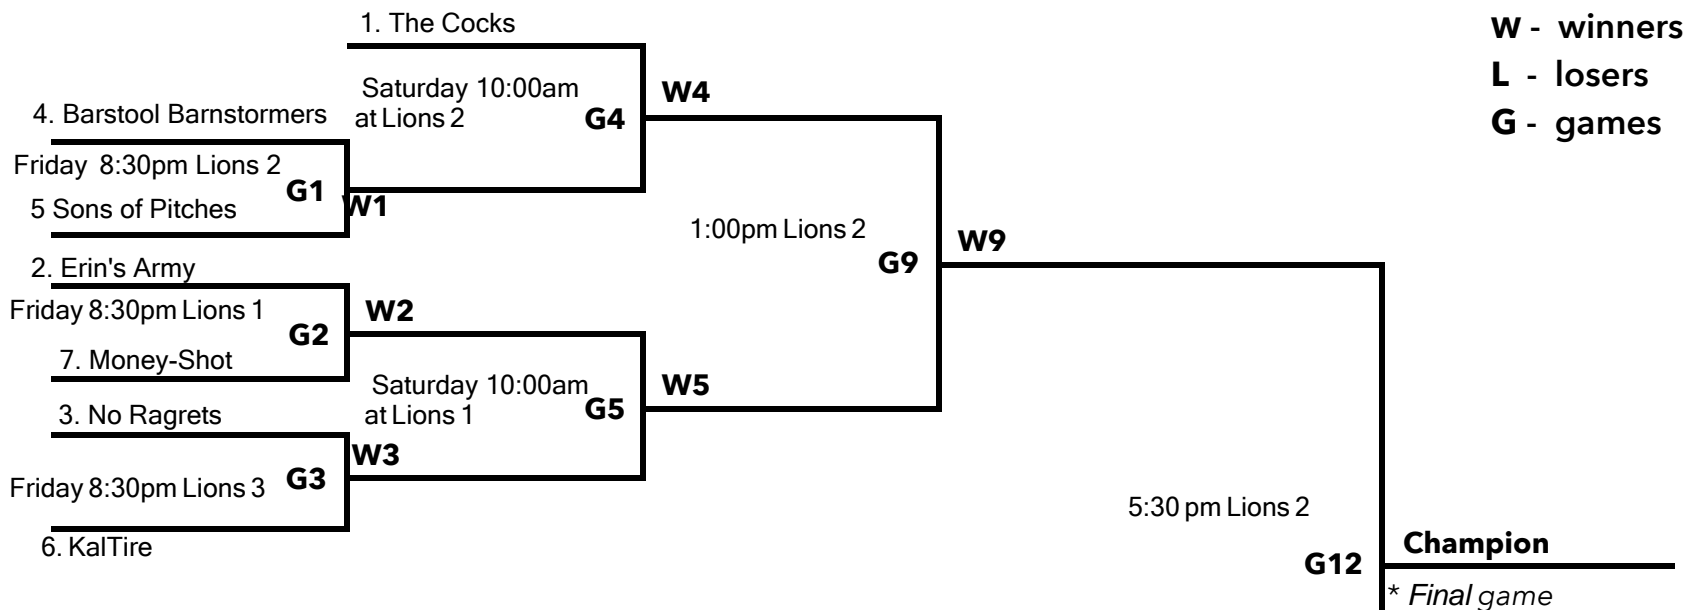 1. The Cocks
W - winners
L - losers
G - games
Saturday 10:00am
at Lions 2
G4
W4
4. Barstool Barnstormers
Friday 8:30pm Lions 2
G1
W1
5 Sons of Pitches
1:00pm Lions 2
G9
W9
2. Erin's Army
Friday 8:30pm Lions 1
G2
W2
7. Money-Shot
Saturday 10:00am
at Lions 1
G5
W5
3. No Ragrets
W3
Friday 8:30pm Lions 3
G3
6. KalTire
5:30 pm Lions 2
G12
Champion
* Final game